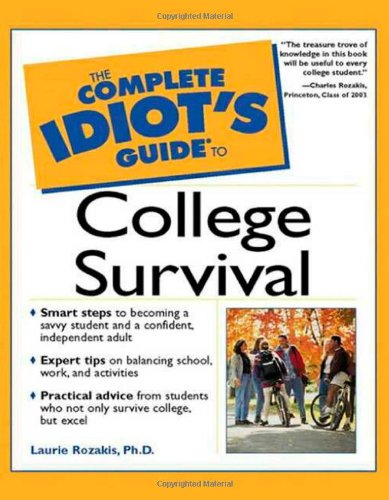 Copyrighted Material
"The treasure trove of
knowledge in this book
will be useful to every
college student."
—Charles Rozakis,
Princeton, Class of 2003
THE
COMPLETE
IDIOT'S
GUIDE TO
College
Survival
Smart steps to becoming a
savvy student and a confident,
independent adult
Expert tips on balancing school,
work, and activities
Practical advice from students
who not only survive college,
but excel
Laurie Rozakis, Ph.D.
Copyrighted Material